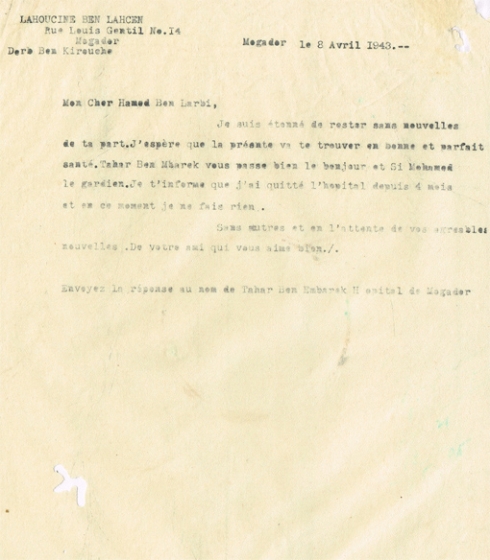 LAHOUCINE BEN LAHCEN
Rue Louis Gentil No.14
Mogador
Derb Ben Kirouche
Mogador le 8 Avril 1943.--
Mon Cher Hamed Ben Larbi,
Je suis étonné de rester sans nouvelles
de ta part.J'espère que la présente va te trouver en bonne et parfait
santé.Tahar Ben Mbarek vous passe bien le bonjour et Si Mohamed
le gardien.Je t'informe que j'ai quitté l'hopital depuis 4 mois
et en ce moment je ne fais rien .
Sans autres et en l'attente de vos agreables
nouvelles .De votre ami qui vous aime bien./.
Envoyez la réponse au nom de Tahar Ben Embarek H opital de Mogador